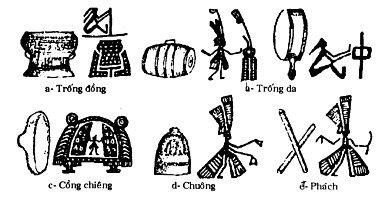 a- Trống đồng
b- Trống da
c- Cồng chiêng
d- Chuông
đ- Phách